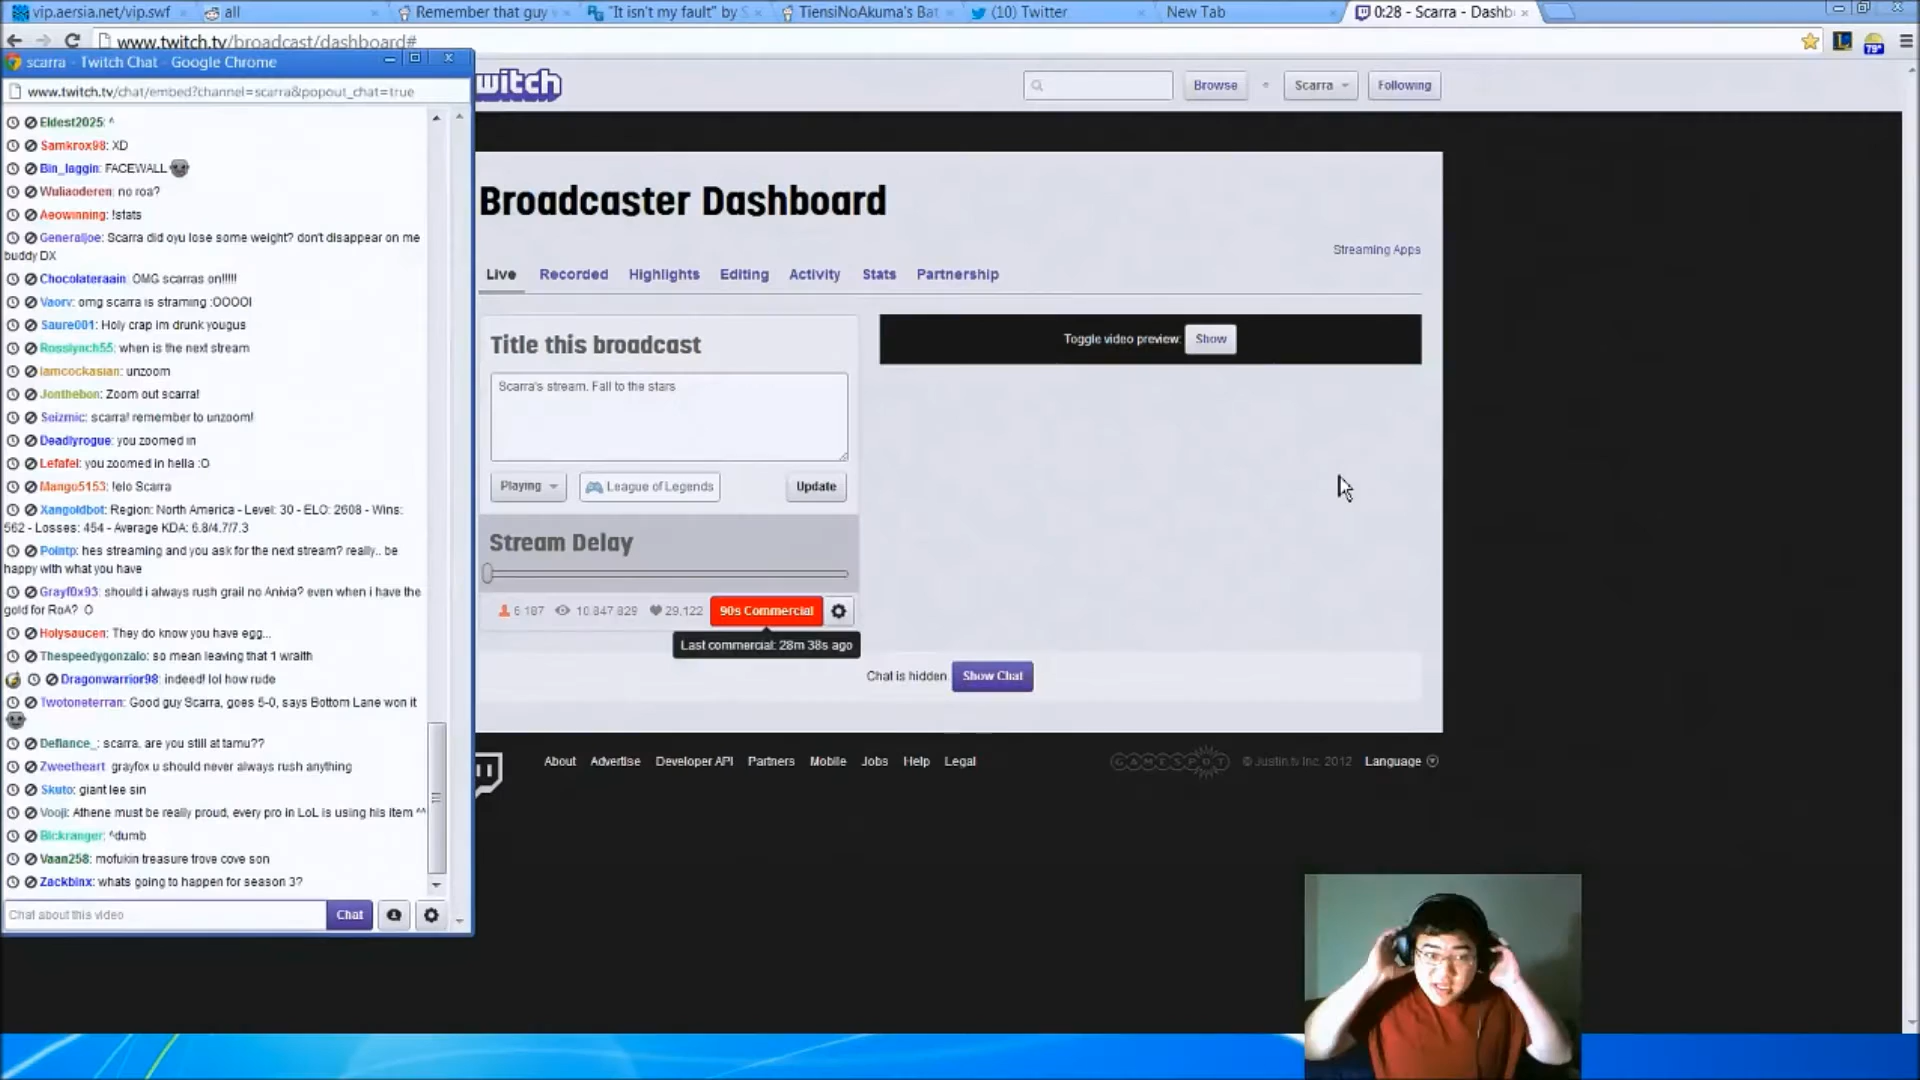 vip.aersia.net/vip.swf
all
Remember that guy
"It isn't my fault" by S
TiensiNoAkuma's Bat
(10) Twitter
New Tab
0:28 - Scarra - Dashb
www.twitch.tv/broadcast/dashboard#
79°
scarra - Twitch Chat - Google Chrome
www.twitch.tv/chat/embed?channel=scarra&popout_chat=true
Eldest2025: ^
Samkrox98: XD
Bin_laggin: FACEWALL
Wuliaoderen: no roa?
Aeowinning: !stats
Generaljoe: Scarra did oyu lose some weight? don't disappear on me
buddy DX
Chocolateraain: OMG scarras on!!!!!
Vaorv: omg scarra is straming :OOOOI
Saure001: Holy crap im drunk yougus
Rosslynch55: when is the next stream
Iamcockasian: unzoom
Jonthebon: Zoom out scarra!
Seizmic: scarra! remember to unzoom!
Deadlyrogue: you zoomed in
Lefafel: you zoomed in hella :O
Mango5153: !elo Scarra
Xangoldbot: Region: North America - Level: 30 - ELO: 2608 - Wins:
562 - Losses: 454 - Average KDA: 6.8/4.7/7.3
Pointp: hes streaming and you ask for the next stream? really.. be
happy with what you have
Grayf0x93: should i always rush grail no Anivia? even when i have the
gold for RoA? O
Holysaucen: They do know you have egg...
Thespeedygonzalo: so mean leaving that 1 wraith
Dragonwarrior98: indeed! lol how rude
Twotoneterran: Good guy Scarra, goes 5-0, says Bottom Lane won it
Defiance_: scarra, are you still at tamu??
Zweetheart grayfox u should never always rush anything
Skuto: giant lee sin
Vooji: Athene must be really proud, every pro in LoL is using his item ^^
Bickranger: ^dumb
Vaan258: mofukin treasure trove cove son
Zackbinx: whats going to happen for season 3?
Chat about this video
Chat
witch
Browse
Scarra
Following
Broadcaster Dashboard
Streaming Apps
Live
Recorded
Highlights
Editing
Activity
Stats
Partnership
Title this broadcast
Scarra's stream. Fall to the stars
Playing
League of Legends
Update
Toggle video preview: Show
Stream Delay
6 187
10 847 829
29,122
90s Commercial
Last commercial: 28m 38s ago
Chat is hidden
Show Chat
About
Advertise
Developer API
Partners
Mobile
Jobs
Help
Legal
GAMESPOT
© Justin.tv Inc. 2012
Language